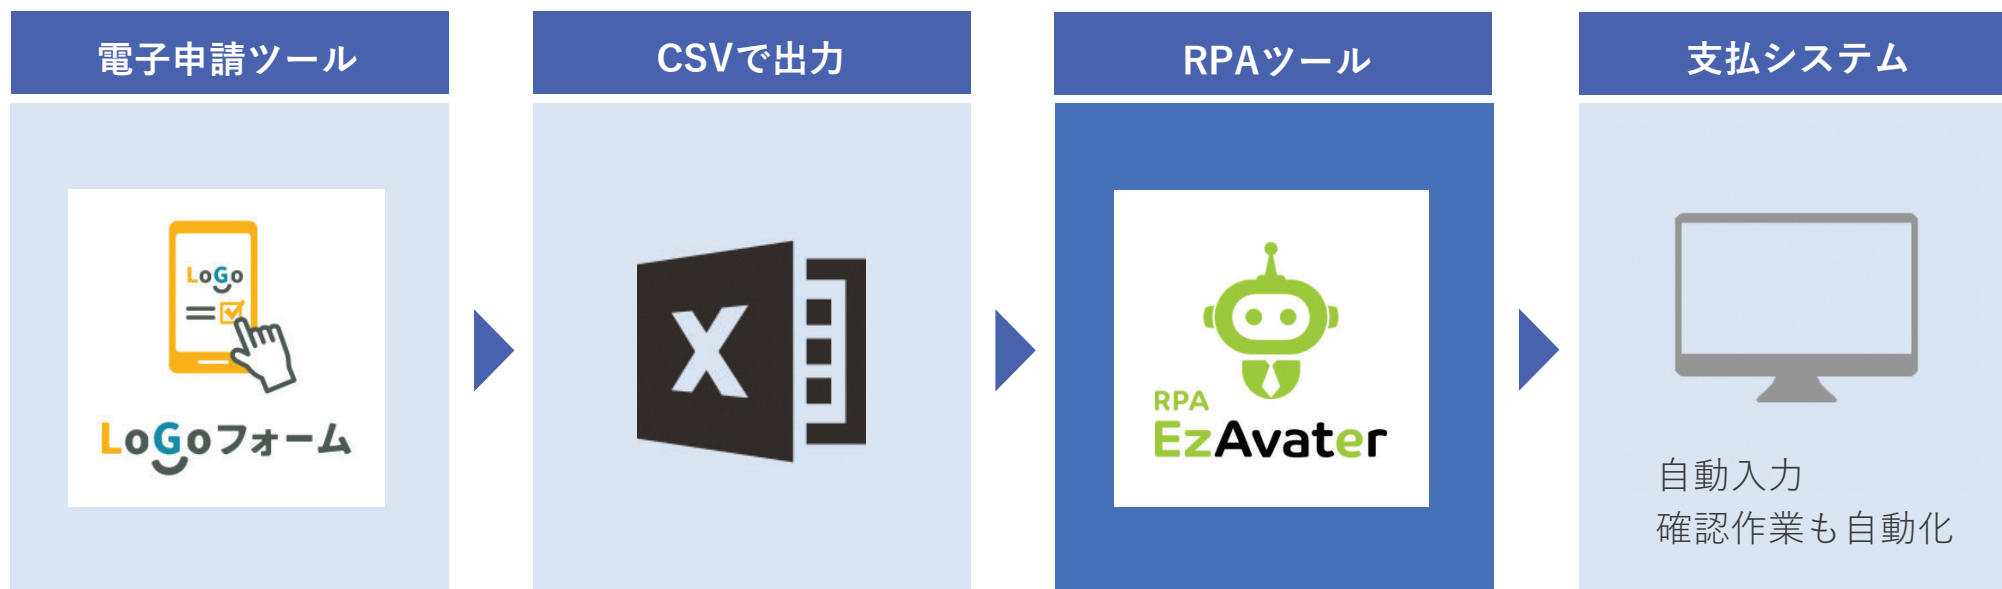 電子申請ツール
CSVで出力
RPAツール
支払システム
LoGo
LoGoフォーム
X
RPA
EzAvater
自動入力
確認作業も自動化